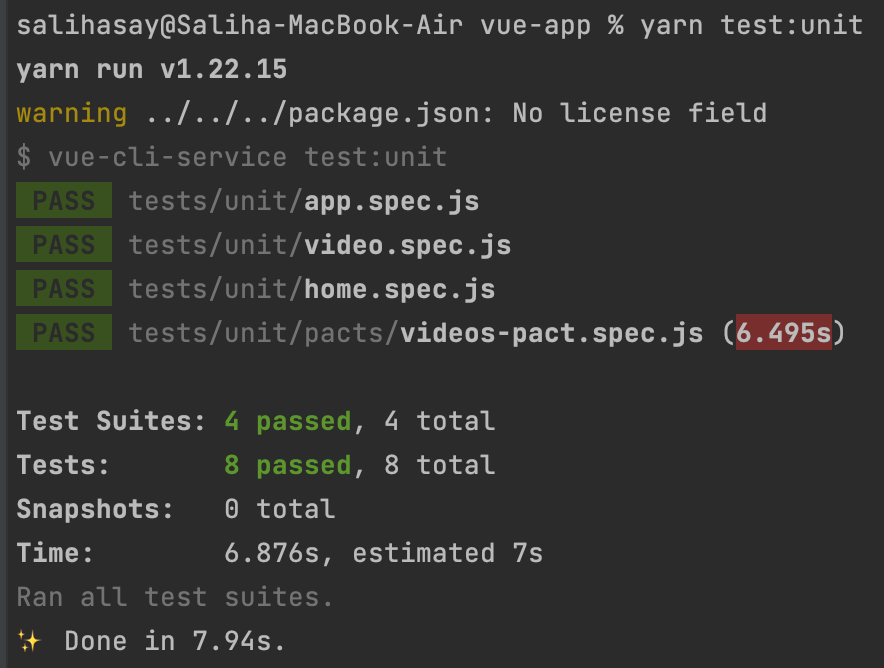 salihasay@Saliha-MacBook-Air vue-app % yarn test:unit
yarn run v1.22.15
warning ../../../package.json: No license field
$ vue-cli-service test:unit
PASS tests/unit/app.spec.js
PASS tests/unit/video.spec.js
PASS tests/unit/home.spec.js
PASS tests/unit/pacts/videos-pact.spec.js (6.495s)
Test Suites: 4 passed, 4 total
Tests: 8 passed, 8 total
Snapshots: 0 total
Time: 6.876s, estimated 7s
Ran all test suites.
✨ Done in 7.94s.